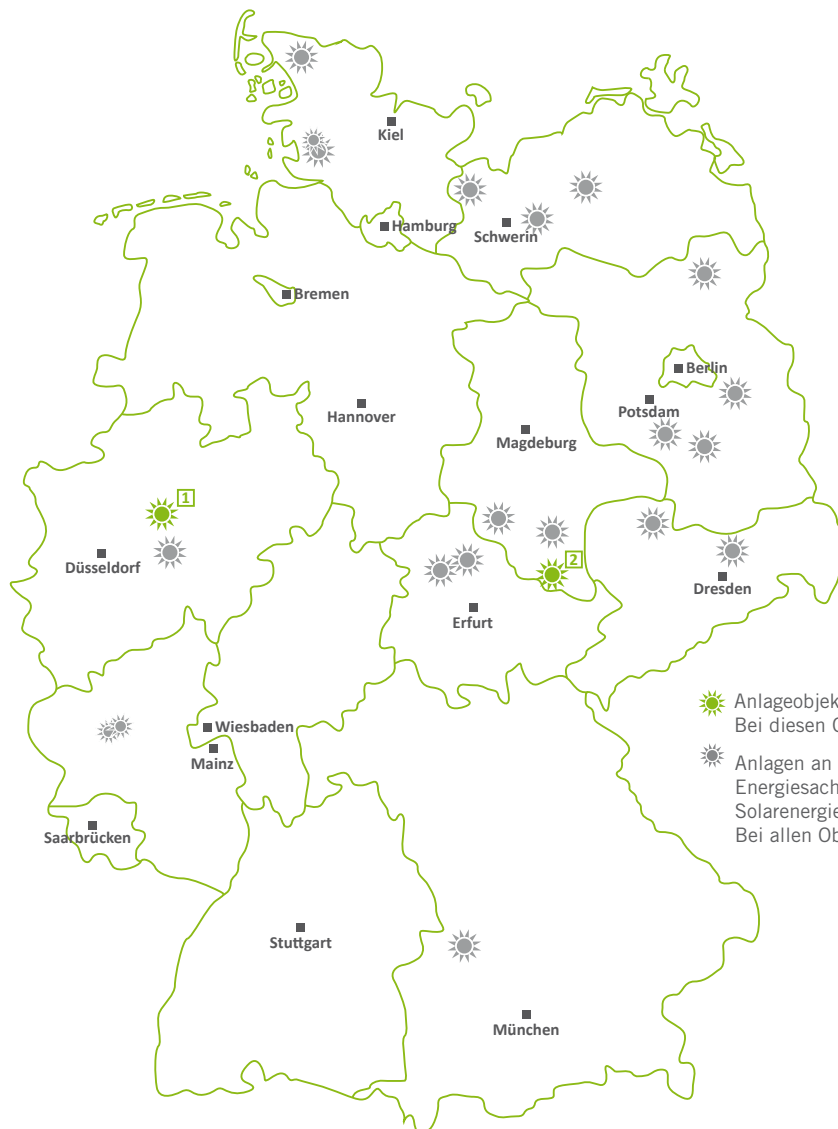 Kiel
Hamburg
Schwerin
Bremen
Berlin
Hannover
Potsdam
Magdeburg
1
Düsseldorf
2
Dresden
Erfurt
Wiesbaden
Mainz
Saarbrücken
Anlageobjek
Bei diesen O
Anlagen an
Energiesach
Solarenergie
Bei allen Ob
Stuttgart
München